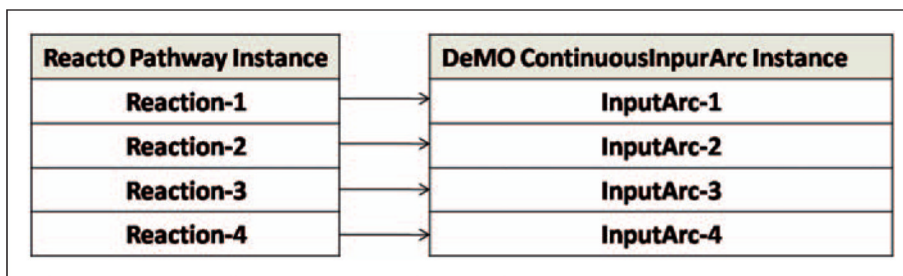 ReactO Pathway Instance DeMO ContinuousInpurArc Instance
Reaction-1 InputArc-1
Reaction-2 InputArc-2
Reaction-3 InputArc-3
Reaction-4 InputArc-4